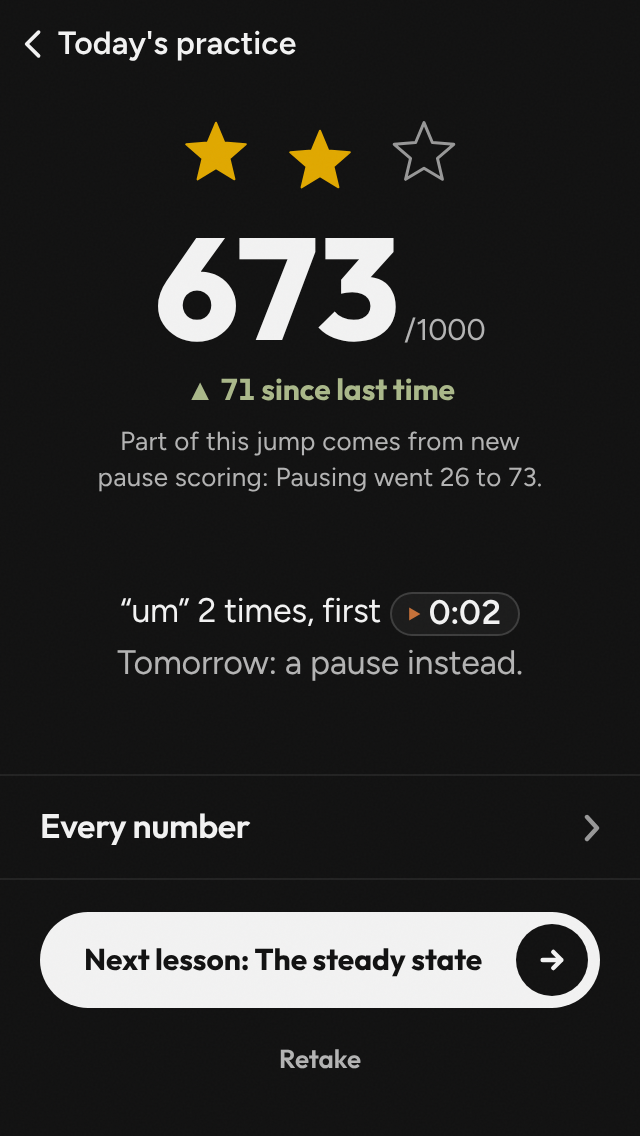 Today's practice
673/1000
▲ 71 since last time
Part of this jump comes from new
pause scoring: Pausing went 26 to 73.
“um” 2 times, first ▶ 0:02
Tomorrow: a pause instead.
Every number
Next lesson: The steady state
Retake